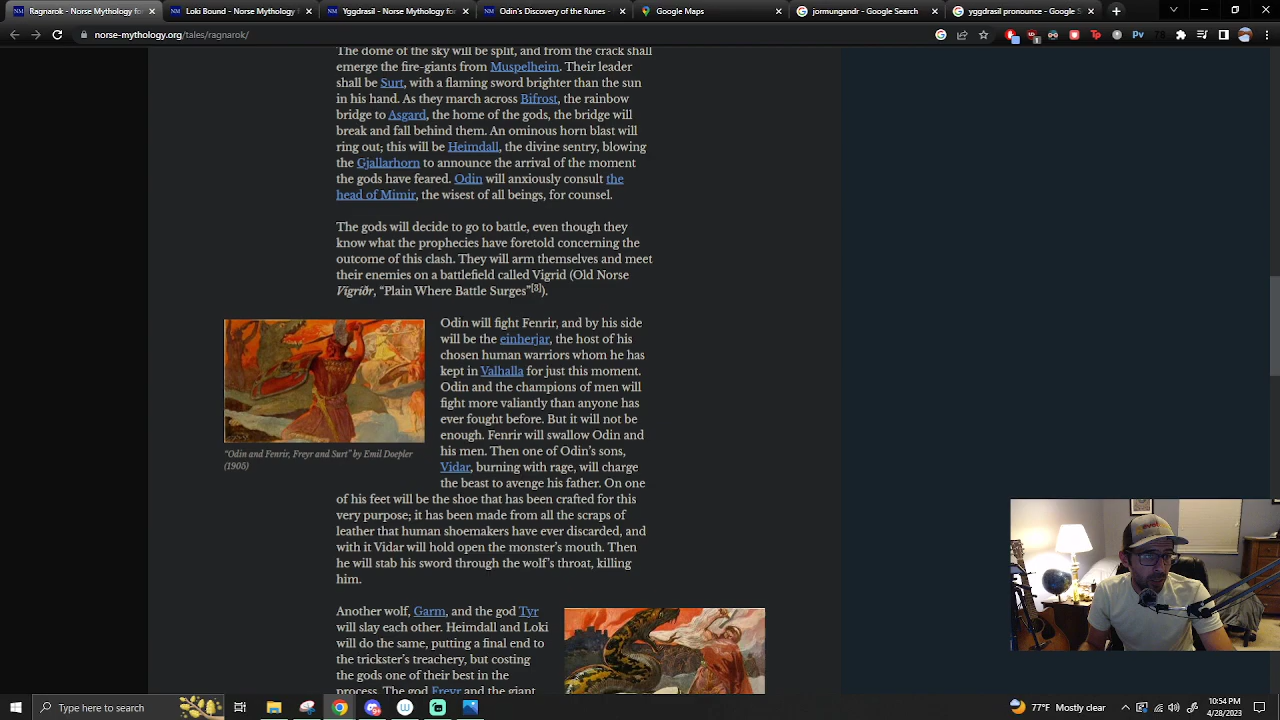 Ragnarok - Norse Mythology for
Loki Bound - Norse Mythology f
Yggdrasil - Norse Mythology for
Odin's Discovery of the Runes -
Google Maps
jormungandr - Google Search
yggdrasil pronounce - Google S
norse-mythology.org/tales/ragnarok/
The dome of the sky will be split, and from the crack shall
emerge the fire-giants from Muspelheim. Their leader
shall be Surt, with a flaming sword brighter than the sun
in his hand. As they march across Bifrost, the rainbow
bridge to Asgard, the home of the gods, the bridge will
break and fall behind them. An ominous horn blast will
ring out; this will be Heimdall, the divine sentry, blowing
the Gjallarhorn to announce the arrival of the moment
the gods have feared. Odin will anxiously consult the
head of Mimir, the wisest of all beings, for counsel.
The gods will decide to go to battle, even though they
know what the prophecies have foretold concerning the
outcome of this clash. They will arm themselves and meet
their enemies on a battlefield called Vigrid (Old Norse
Vígríðr, “Plain Where Battle Surges”[3]).
Odin will fight Fenrir, and by his side
will be the einherjar, the host of his
chosen human warriors whom he has
kept in Valhalla for just this moment.
Odin and the champions of men will
fight more valiantly than anyone has
ever fought before. But it will not be
enough. Fenrir will swallow Odin and
his men. Then one of Odin’s sons,
Vidar, burning with rage, will charge
the beast to avenge his father. On one
of his feet will be the shoe that has been crafted for this
very purpose; it has been made from all the scraps of
leather that human shoemakers have ever discarded, and
with it Vidar will hold open the monster’s mouth. Then
he will stab his sword through the wolf’s throat, killing
him.
“Odin and Fenrir, Freyr and Surt” by Emil Doepler
(1905)
Another wolf, Garm, and the god Tyr
will slay each other. Heimdall and Loki
will do the same, putting a final end to
the trickster’s treachery, but costing
the gods one of their best in the
process. The god Freyr and the giant
Type here to search
77°F Mostly clear
10:54 PM
4/28/2023